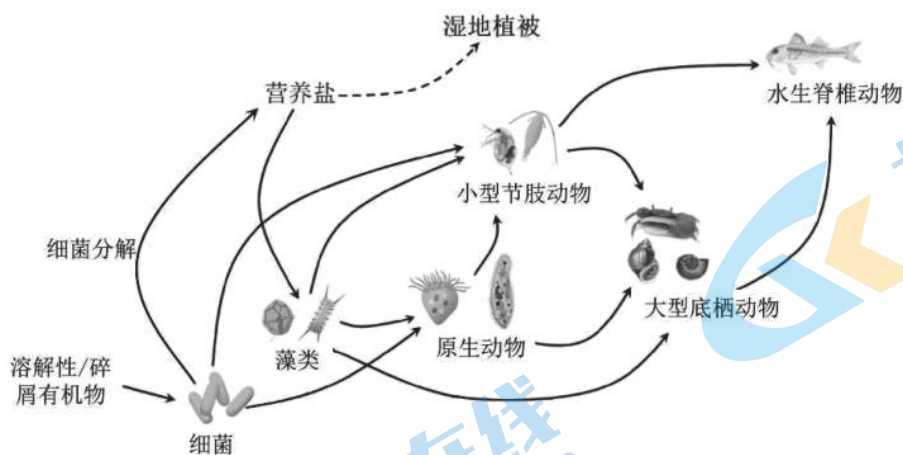 湿地植被
营养盐
水生脊椎动物
小型节肢动物
细菌分解
大型底栖动物
原生动物
藻类
溶解性/碎
屑有机物
细菌
在线